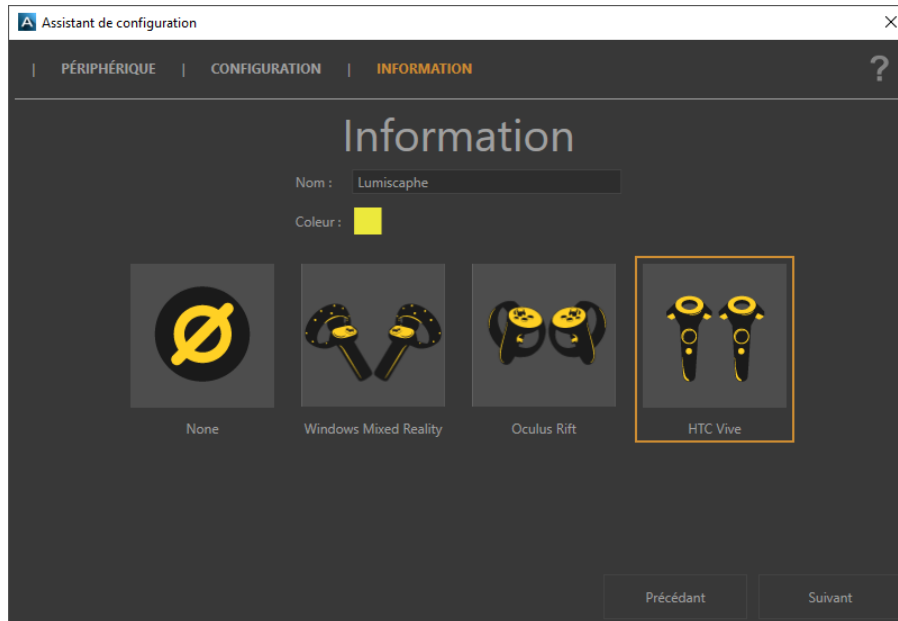 Assistant de configuration
| PÉRIPHÉRIQUE | CONFIGURATION | INFORMATION ?
Information
Nom : Lumiscaphe
Coleur :
None Windows Mixed Reality Oculus Rift HTC Vive
Précédant Suivant